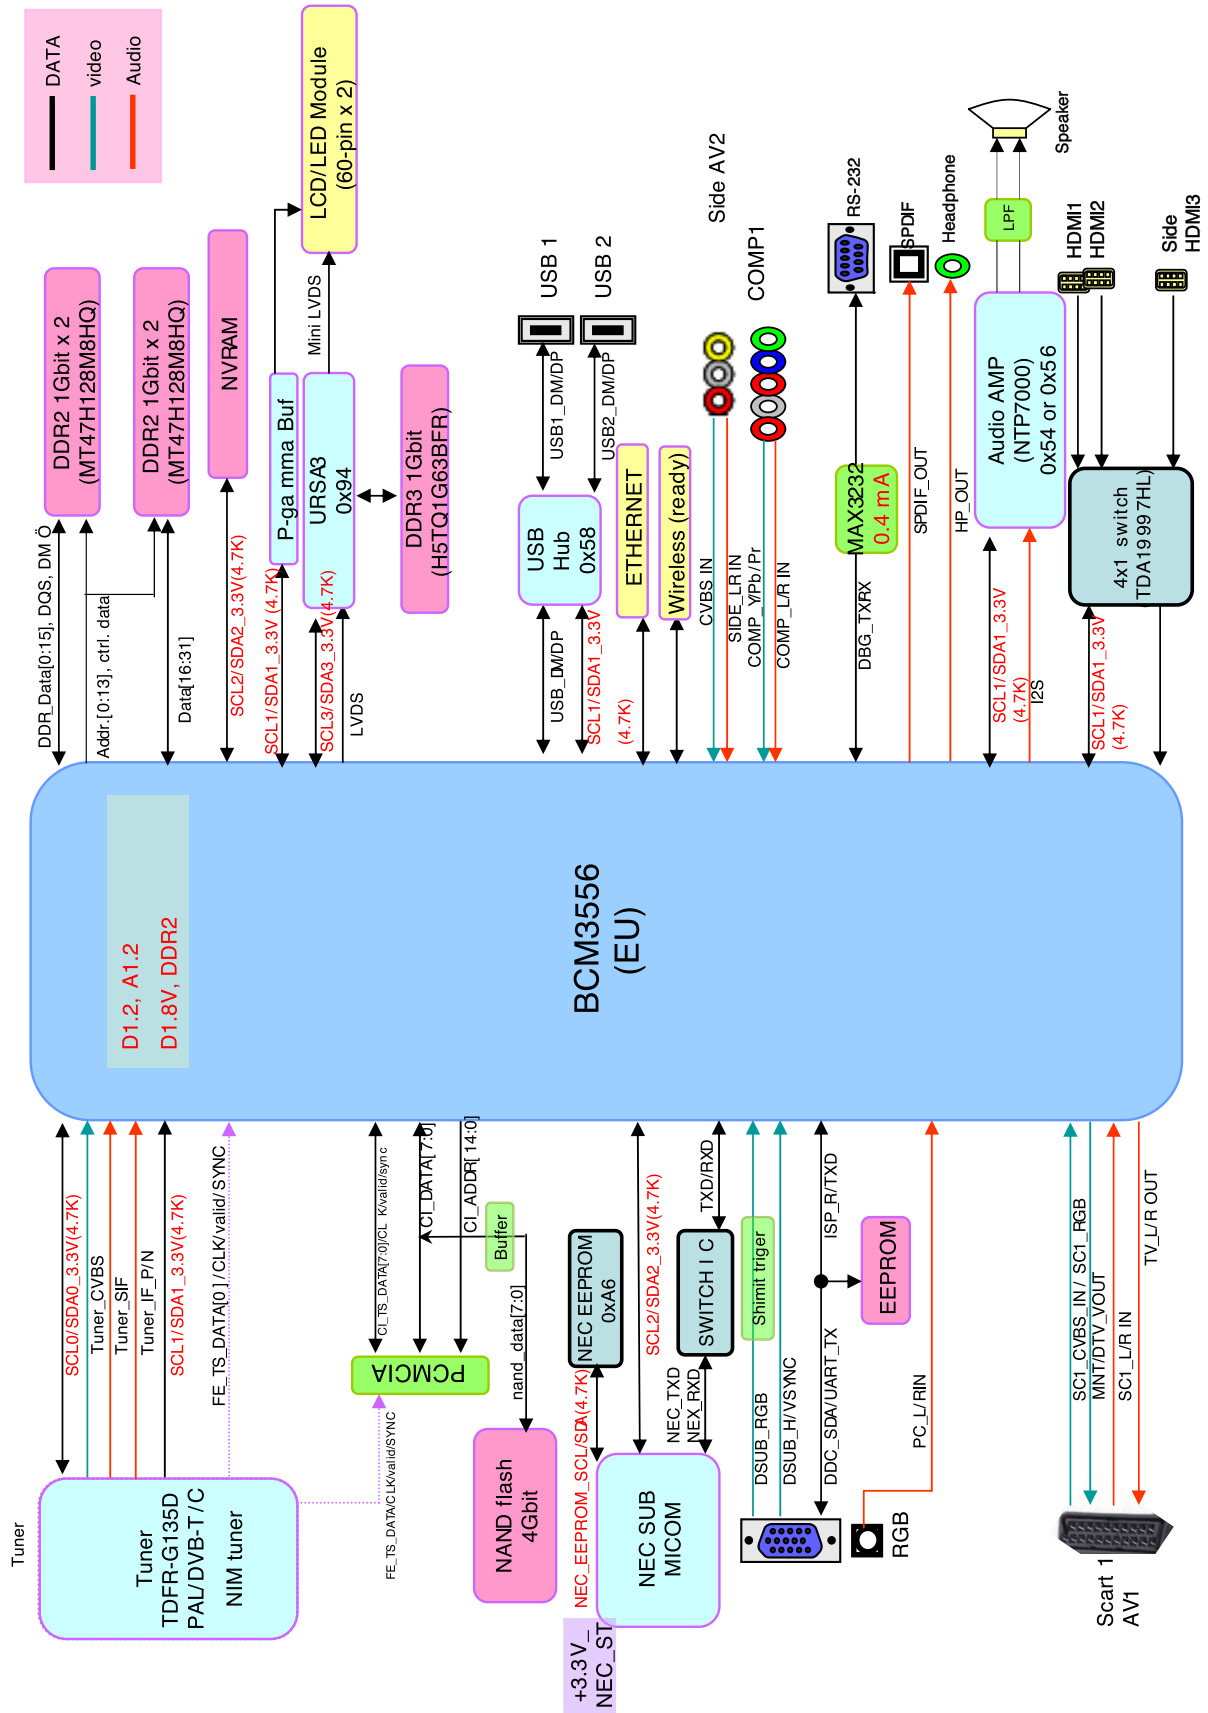 DATA
video
Audio
DDR2 1Gbit x 2
(MT47H128M8HQ)
DDR2 1Gbit x 2
(MT47H128M8HQ)
NVRAM
P-ga mma Buf
URSA3
0x94
LCD/LED Module
(60-pin x 2)
Mini LVDS
DDR3 1Gbit
(H5TQ1G63BFR)
DDR_Data[0:15], DQS, DM Ö
Addr.[0:13], ctrl. data
Data[16:31]
SCL2/SDA2_3.3V(4.7K)
SCL1/SDA1_3.3V (4.7K)
SCL3/SDA3_3.3V(4.7K)
LVDS
USB 1
USB 2
USB1_DM/DP
USB2_DM/DP
USB
Hub
0x58
USB_DM/DP
SCL1/SDA1_3.3V
(4.7K)
ETHERNET
Wireless (ready)
Side AV2
COMP1
CVBS IN
SIDE_LR IN
COMP_Y/Pb/Pr
COMP_L/R IN
RS-232
MAX3232
0.4 mA
DBG_TXRX
SPDIF
SPDIF_OUT
Headphone
HP_OUT
Speaker
LPF
Audio AMP
(NTP7000)
0x54 or 0x56
SCL1/SDA1_3.3V
(4.7K)
I2S
HDMI1
HDMI2
Side
HDMI3
4x1 switch
TDA19997HL)
SCL1/SDA1_3.3V
(4.7K)
D1.2, A1.2
D1.8V, DDR2
BCM3556
(EU)
Tuner
Tuner
TDFR-G135D
PAL/DVB-T/C
NIM tuner
SCL0/SDA0_3.3V(4.7K)
Tuner_CVBS
Tuner_SIF
Tuner_IF_P/N
SCL1/SDA1_3.3V(4.7K)
FE_TS_DATA[0]/CLK/valid/SYNC
FE_TS_DATA/CLK/valid/SYNC
CI_TS_DATA[7:0]/CL K/valid/sync
CI_DATA[7:0]
CI_ADDR[14:0]
PCMCIA
Buffer
nand_data[7:0]
NAND flash
4Gbit
NEC EEPROM
0xA6
NEC_EEPROM_SCL/SDA(4.7K)
SCL2/SDA2_3.3V(4.7K)
NEC SUB
MICOM
+3.3V_
NEC_ST
TXD/RXD
SWITCH I C
NEC_TXD
NEX_RXD
Shimit triger
DSUB_RGB
DSUB_H/VSYNC
ISP_R/TXD
DDC_SDA/UART_TX
EEPROM
PC_L/RIN
RGB
SC1_CVBS_IN/ SC1_RGB
MNT/DTV_VOUT
SC1_L/R IN
TV_L/R OUT
Scart 1
AV1